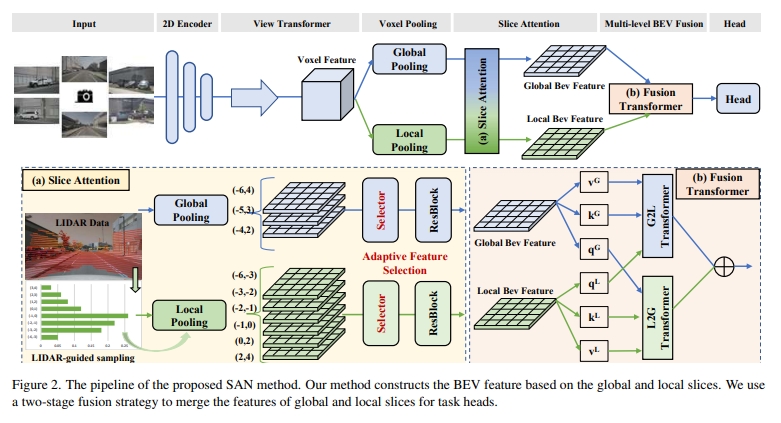 Input
2D Encoder
View Transformer
Voxel Pooling
Slice Attention
Multi-level BEV Fusion
Head
Voxel Feature
Global
Pooling
Local
Pooling
(a) Slice Attention
Global Bev Feature
Local Bev Feature
(b) Fusion
Transformer
Head
(a) Slice Attention
LIDAR Data
LIDAR-guided sampling
Global
Pooling
Local
Pooling
(-6,4)
(-5,3)
(-4,2)
(-6,-3)
(-3,-2)
(-2,-1)
(-1,0)
(0,2)
(2,4)
Selector
ResBlock
Adaptive Feature
Selection
Selector
ResBlock
(b) Fusion
Transformer
Global Bev Feature
Local Bev Feature
vG
kG
qG
qL
kL
vL
G2L
Transformer
L2G
Transformer
Figure 2. The pipeline of the proposed SAN method. Our method constructs the BEV feature based on the global and local slices. We use
a two-stage fusion strategy to merge the features of global and local slices for task heads.